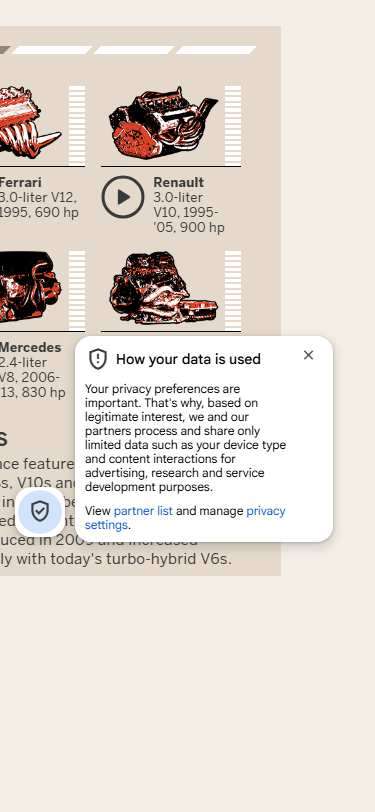 Ferrari
3.0-liter V12,
1995, 690 hp
Renault
3.0-liter
V10, 1995-
'05, 900 hp
Mercedes
2.4-liter
V8, 2006-
'13, 830 hp
How your data is used
Your privacy preferences are
important. That's why, based on
legitimate interest, we and our
partners process and share only
limited data such as your device type
and content interactions for
advertising, research and service
development purposes.
View partner list and manage privacy
settings.
s
nce feature
s, V10s and
in
ed
uced in 2009 and increased
ly with today's turbo-hybrid V6s.